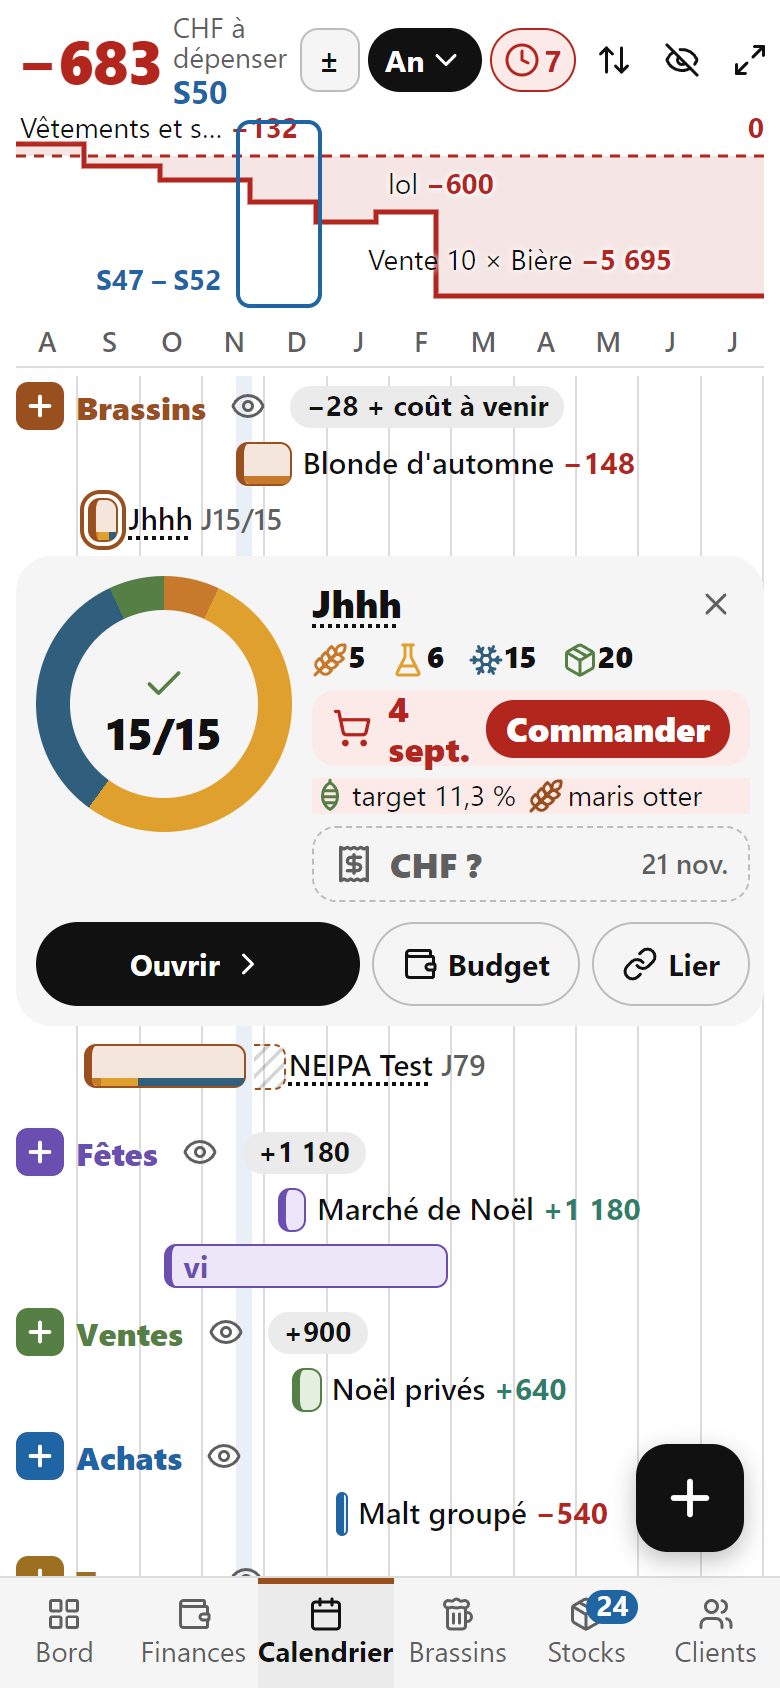 −683
CHF à
dépenser
S50
±
An
7
Vêtements et s... −132
0
lol −600
Vente 10 × Bière −5 695
S47 – S52
A S O N D J F M A M J J
Brassins
−28 + coût à venir
Blonde d'automne −148
Jhhh J15/15
15/15
Jhhh
5 6 15 20
4
sept.
Commander
target 11,3 % maris otter
CHF ?
21 nov.
Ouvrir
Budget
Lier
NEIPA Test J79
Fêtes
+1 180
Marché de Noël +1 180
vi
Ventes
+900
Noël privés +640
Achats
Malt groupé −540
24
Bord Finances Calendrier Brassins Stocks Clients